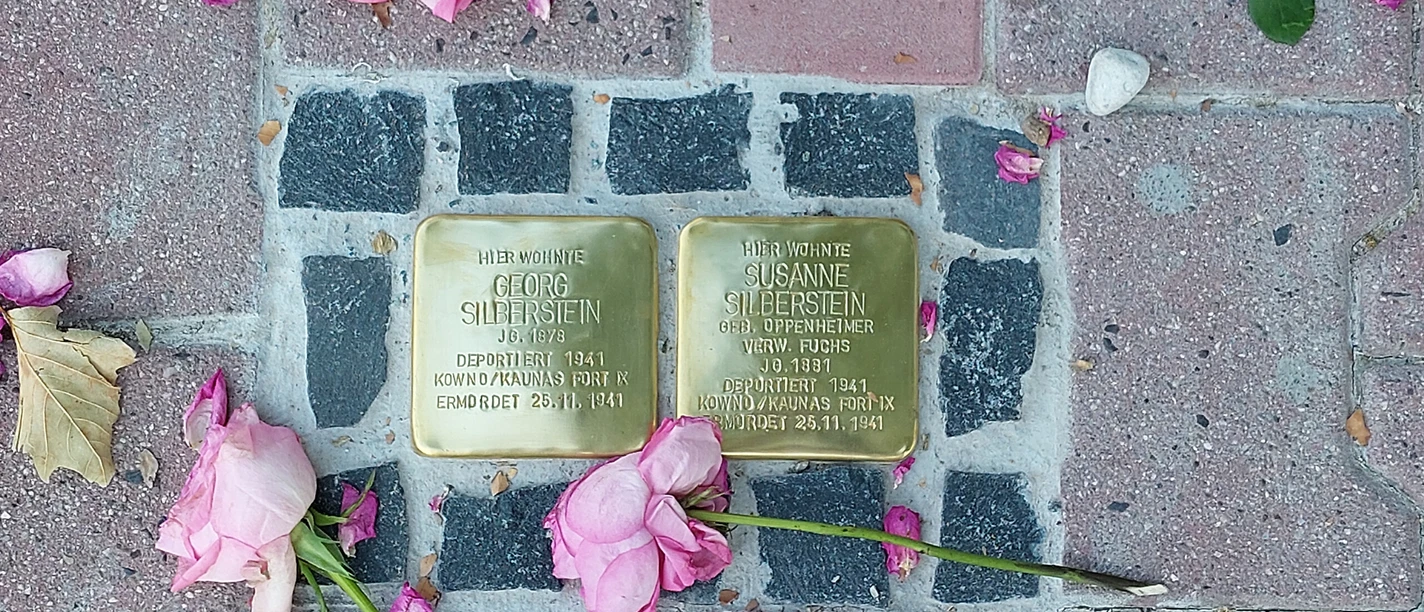 HIER WOHNTE
GEORG
SILBERSTEIN
JG. 1878
DEPORTIERT 1941
KOWNO/KAUNAS FORT IX
ERMORDET 25.11.1941
HIER WOHNTE
SUSANNE
SILBERSTEIN
GEB. OPPENHEIMER
VERW. FUCHS
JG. 1881
DEPORTIERT 1941
KOWNO/KAUNAS FORT IX
ERMORDET 25.11.1941